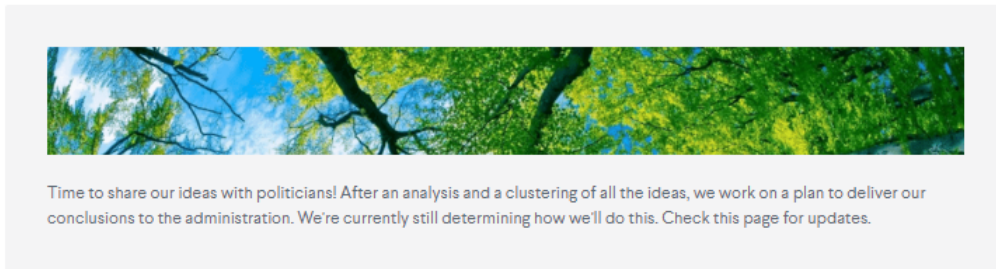 Time to share our ideas with politicians! After an analysis and a clustering of all the ideas, we work on a plan to deliver our
conclusions to the administration. We're currently still determining how we'll do this. Check this page for updates.